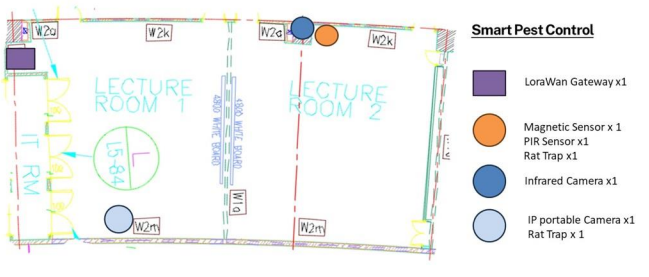 Smart Pest Control
W2a
W2k
W2a
W2k
LoraWan Gateway x1
LECTURE
ROOM 1
LECTURE
ROOM 2
4800 WHITE BOARD
4800 WHITE BOARD
Magnetic Sensor x 1
PIR Sensor x1
Rat Trap x1
L
L5-84
IT RM
Infrared Camera x1
W1a
W2m
W2m
IP portable Camera x1
Rat Trap x 1